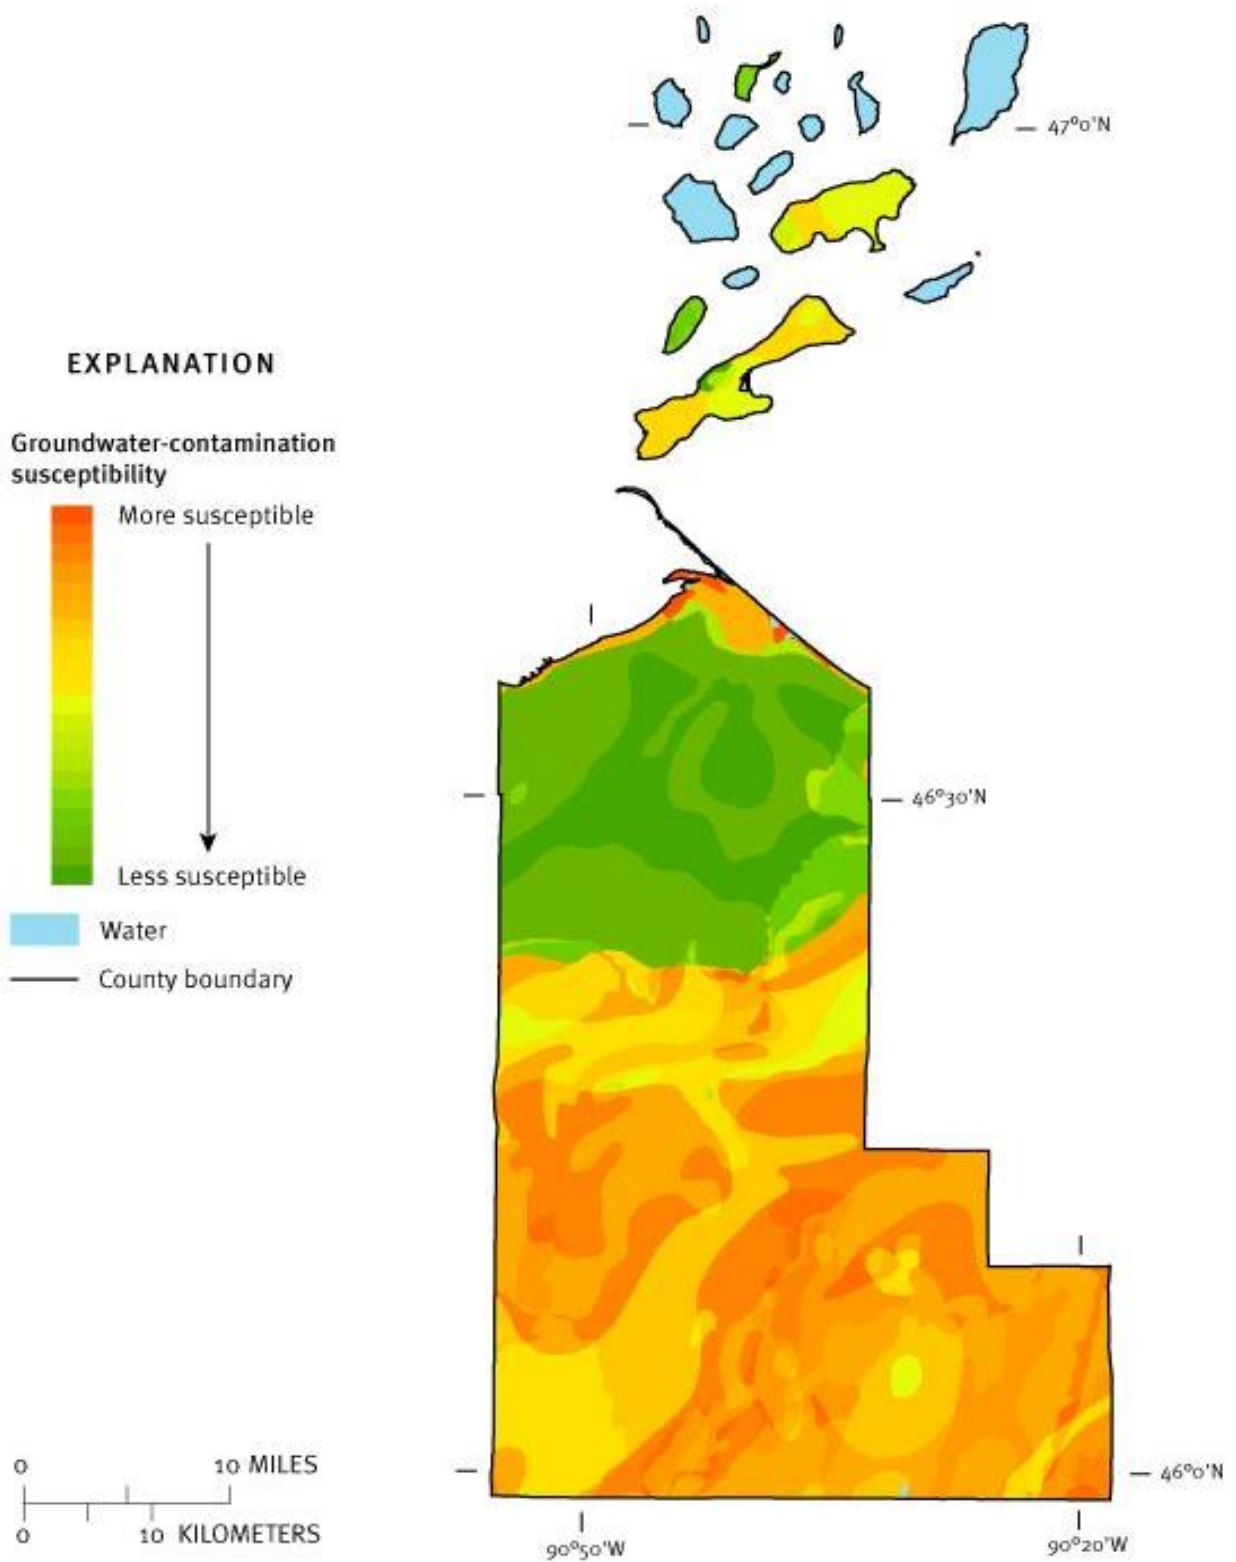 47°0'N
EXPLANATION
Groundwater-contamination
susceptibility
More susceptible
46°30'N
Less susceptible
Water
County boundary
0 10 MILES
46°0'N
0 10 KILOMETERS
90°50'W
90°20'W